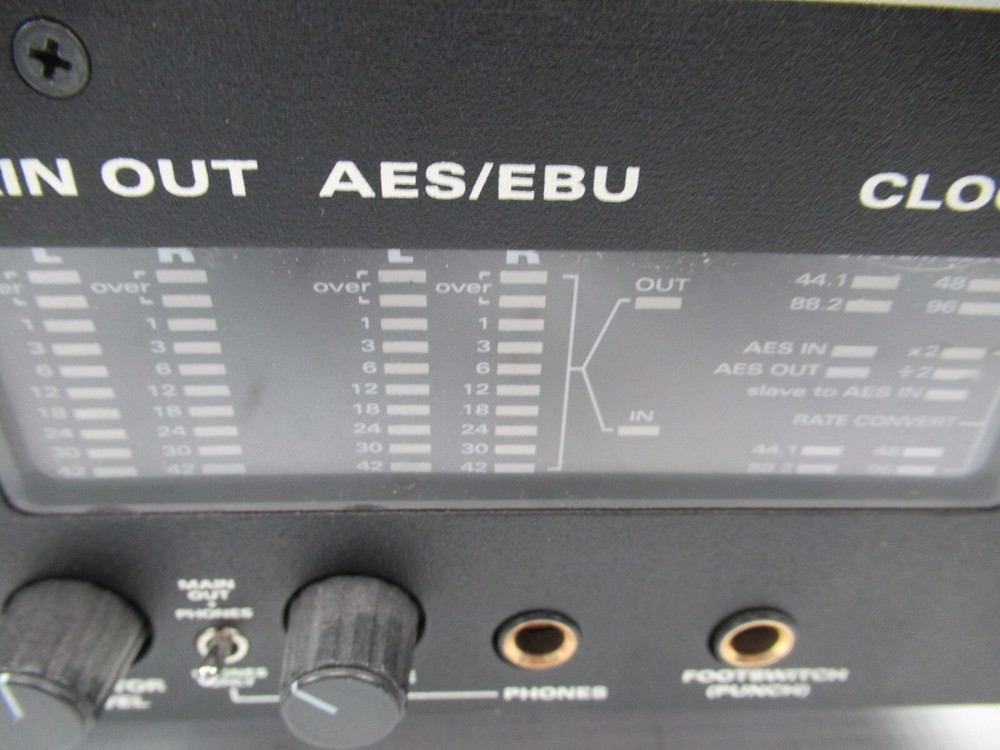 OUT AES/EBU
L R L R
over over over OUT 44.1 48
88.2 96
1 1 1 1
3 3 3 3 AES IN x2
6 6 6 6 AES OUT ÷2
12 12 12 12 slave to AES IN
18 18 18 18 IN RATE CONVERT
24 24 24 24
30 30 30 30 44.1 48
42 42 42 42 88.2 96
MAIN
OUT
+
PHONES
PHONES
FOOTSWITCH
(PUNCH)